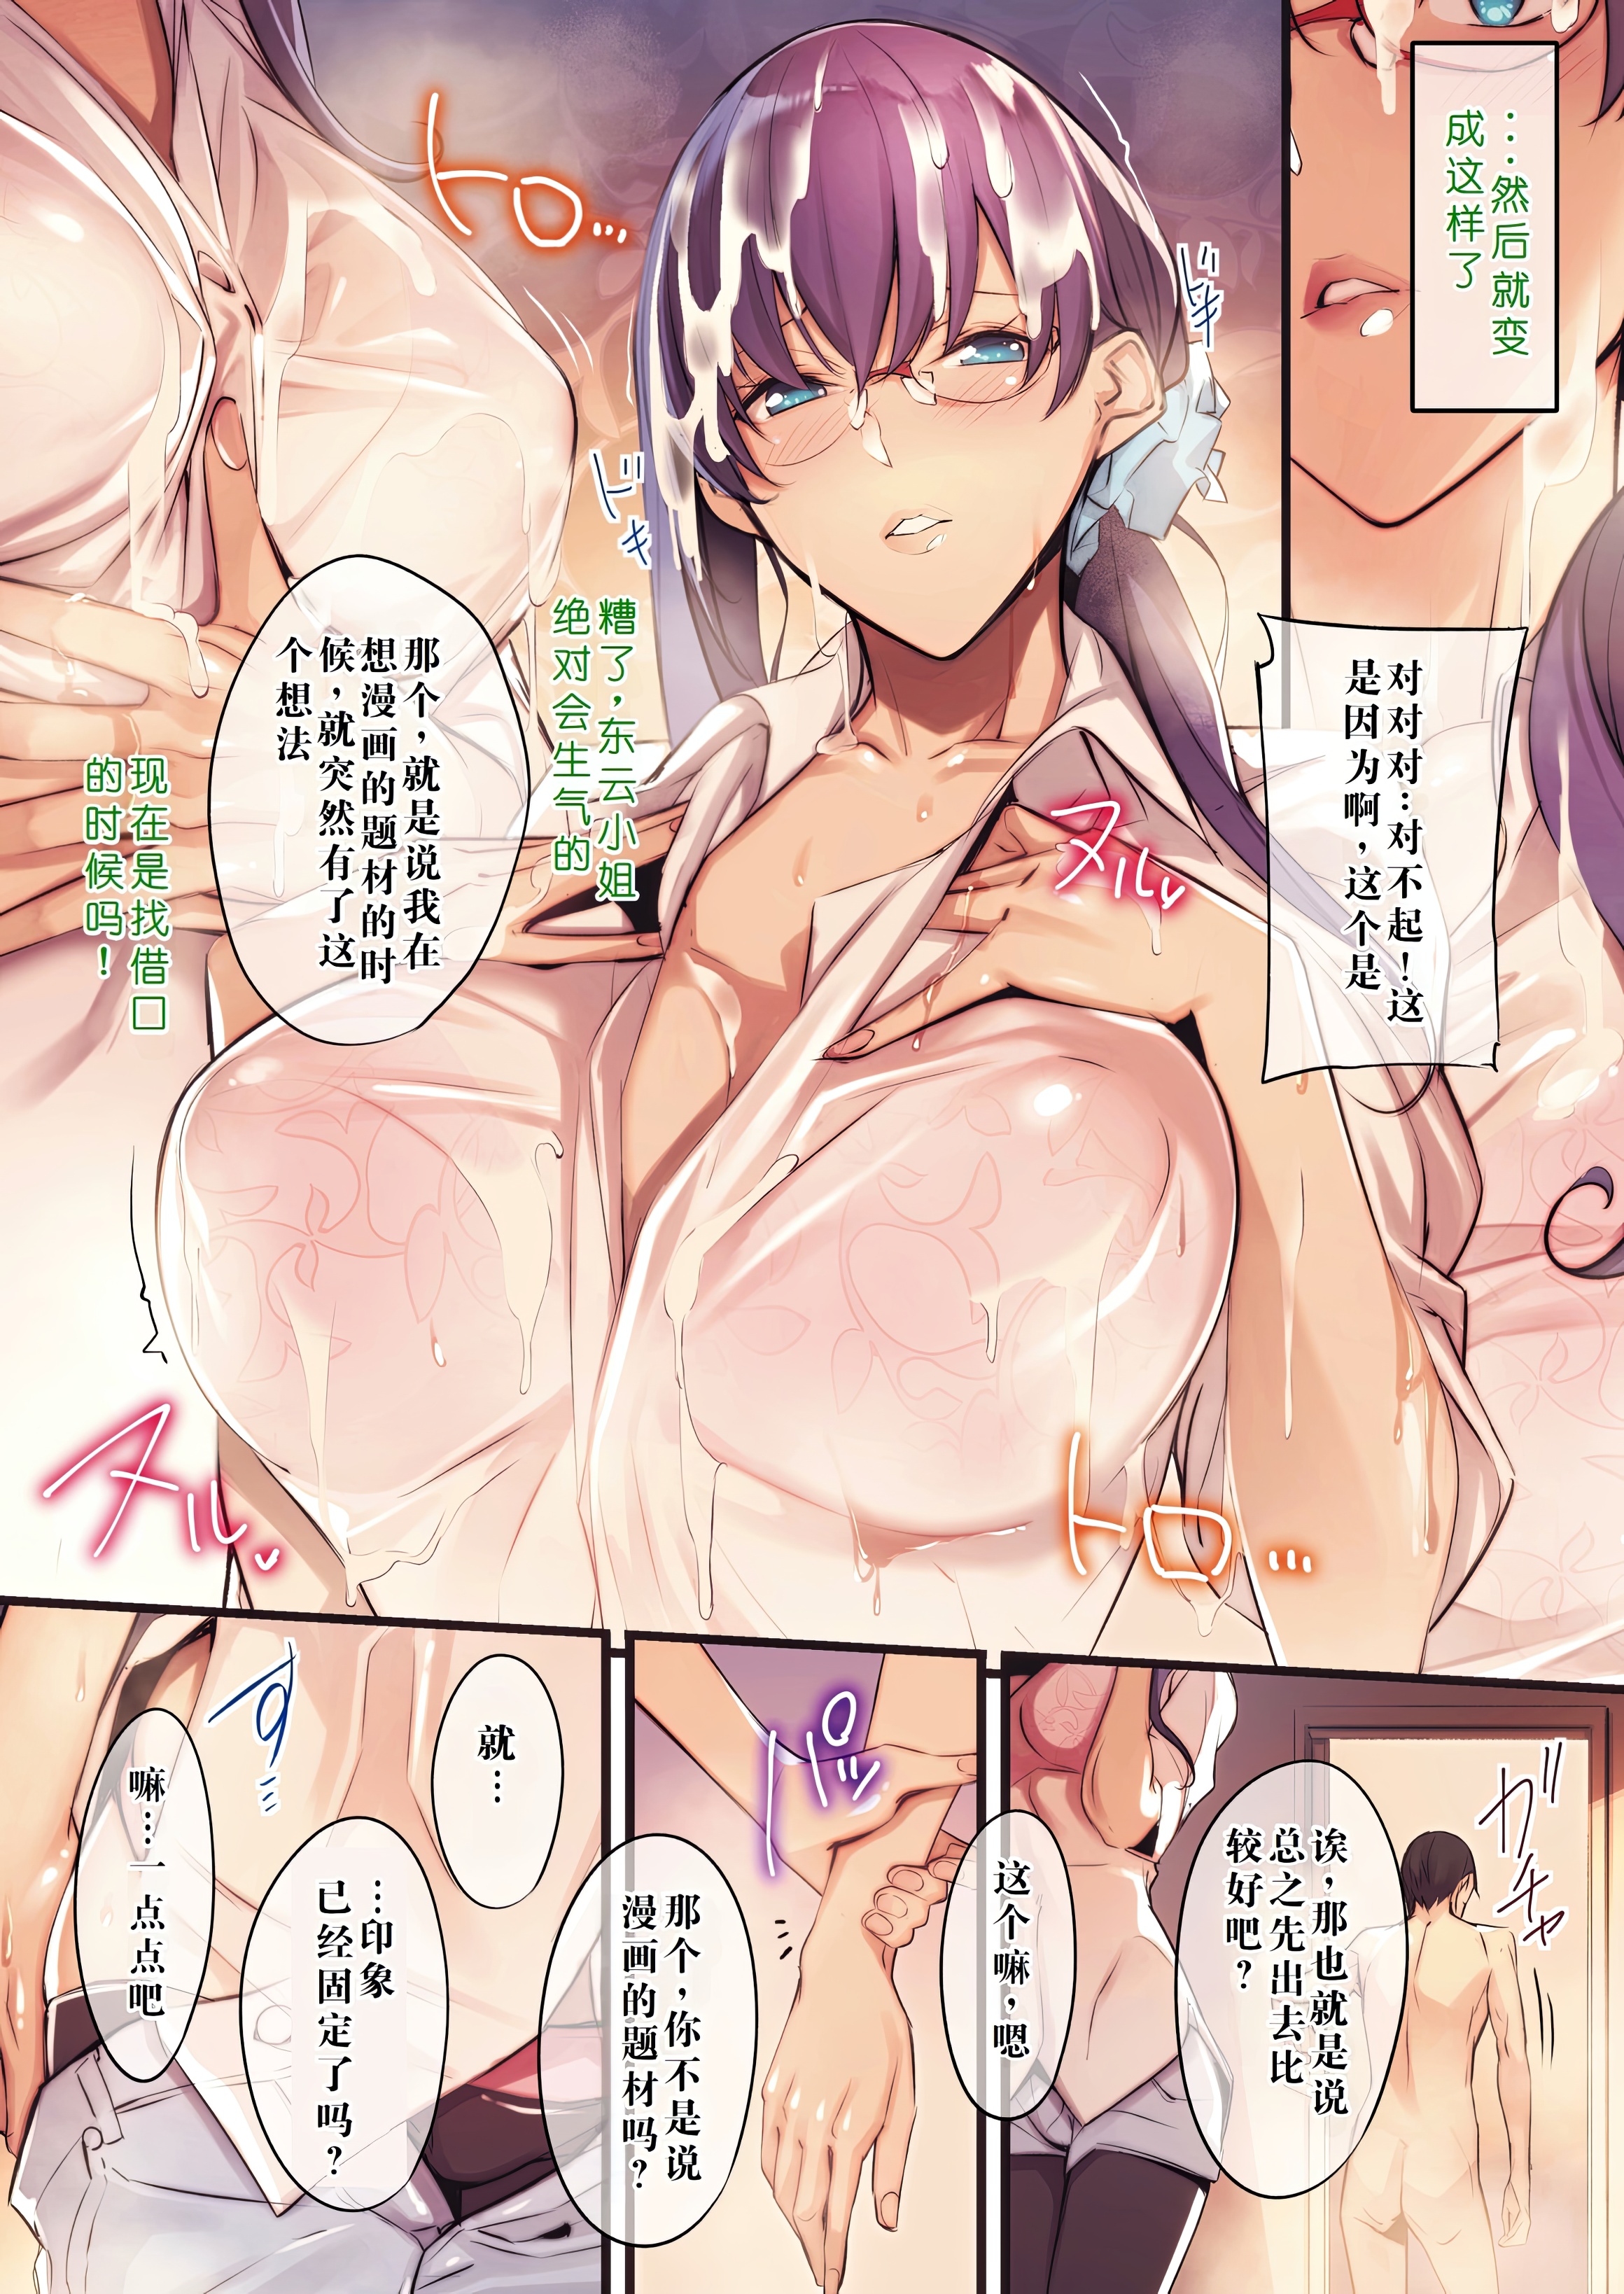 …然后就变
成这样了
对对对…对不起！这
是因为啊，这个是
トロ…
ドキ
ドキ
ヌルっ
糟了，东云小姐
绝对会生气的
那个，就是说我在
想漫画的题材的时
候，就突然有了这
个想法
现在是找借口
的时候吗！
ヌルっ
トロ…
ガチャ
诶，那也就是说
总之先出去比
较好吧？
这个嘛，嗯
パシッ
那个，你不是说
漫画的题材吗？
就…
す
…印象
已经固定了吗？
嘛…一点点吧